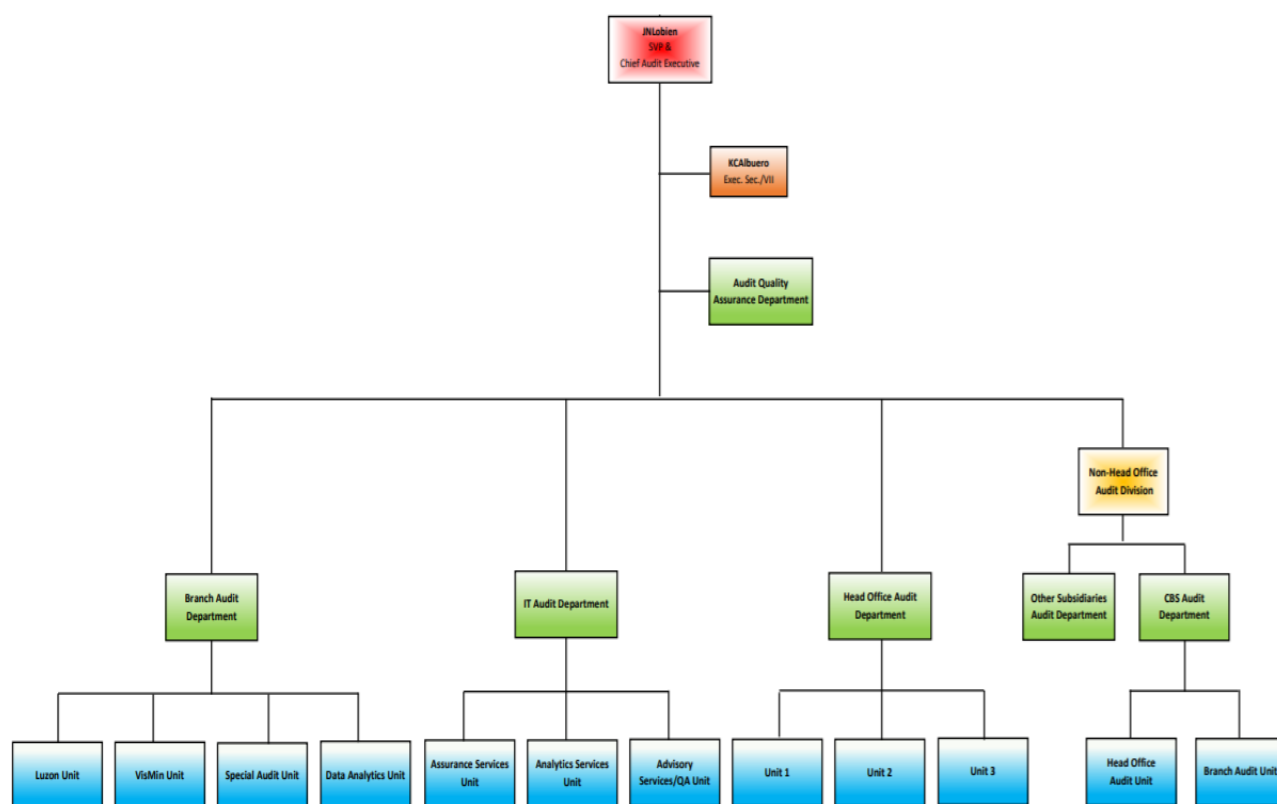 JNLobien
SVP &
Chief Audit Executive
KCAlbuero
Exec. Sec./VII
Audit Quality
Assurance Department
Non-Head Office
Audit Division
Branch Audit
Department
IT Audit Department
Head Office Audit
Department
Other Subsidiaries
Audit Department
CBS Audit
Department
Luzon Unit
VisMin Unit
Special Audit Unit
Data Analytics Unit
Assurance Services
Unit
Analytics Services
Unit
Advisory
Services/QA Unit
Unit 1
Unit 2
Unit 3
Head Office
Audit Unit
Branch Audit Unit